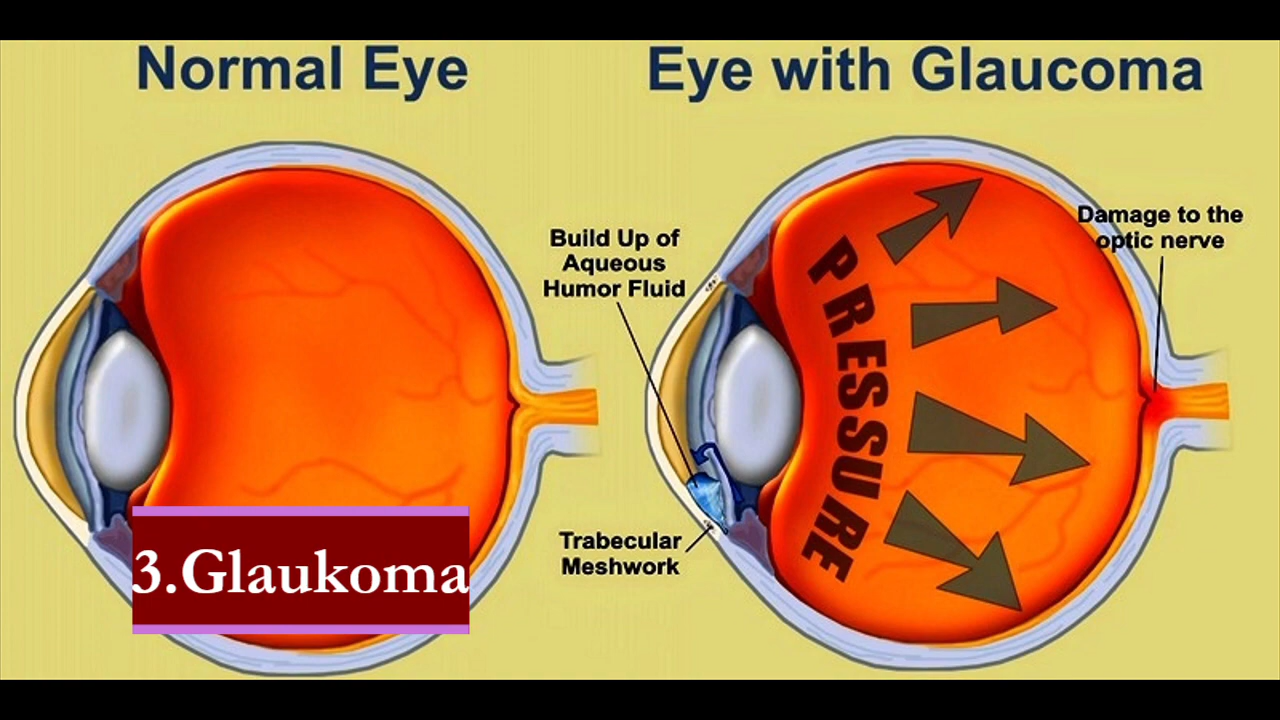 Normal Eye
Eye with Glaucoma
Build Up of
Aqueous
Humor Fluid
Damage to the
optic nerve
PRESSURE
Trabecular
Meshwork
3.Glaukoma